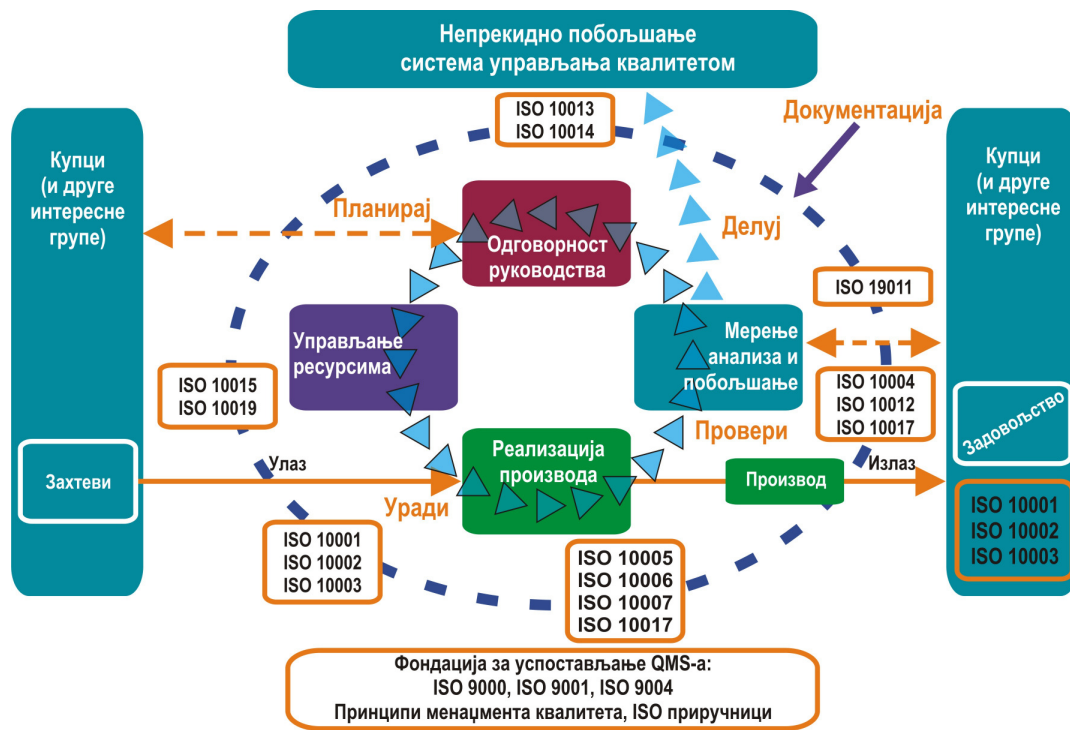 Непрекидно побољшање
система управљања квалитетом
ISO 10013
ISO 10014
Документација
Купци
(и друге
интересне
групе)
Планирај
Одговорност
руководства
Делуј
Купци
(и друге
интересне
групе)
ISO 19011
Управљање
ресурсима
Мерење
анализа и
побољшање
ISO 10015
ISO 10019
ISO 10004
ISO 10012
ISO 10017
Провери
Задовољство
Захтеви
Улаз
Уради
Реализација
производа
Производ
Излаз
ISO 10001
ISO 10002
ISO 10003
ISO 10001
ISO 10002
ISO 10003
ISO 10005
ISO 10006
ISO 10007
ISO 10017
Фондација за успостављање QMS-а:
ISO 9000, ISO 9001, ISO 9004
Принципи менаџмента квалитета, ISO приручници